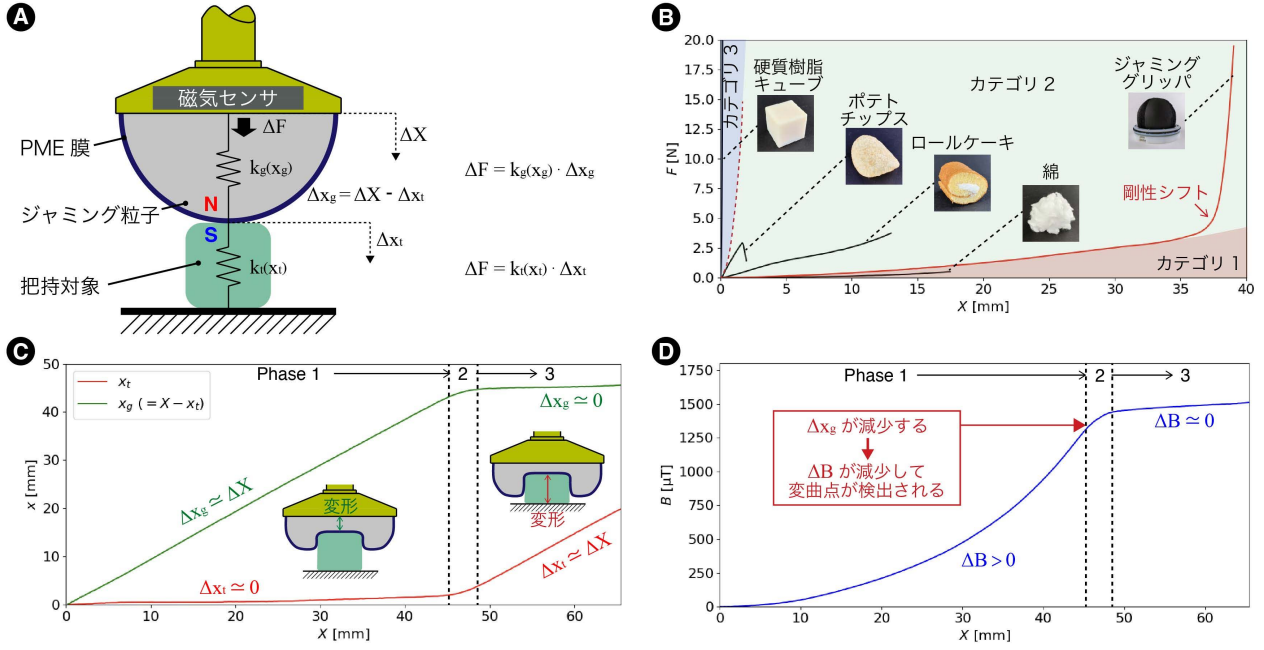 A
磁気センサ
ΔF
ΔX
PME 膜
kg(xg)
ΔF = kg(xg) · Δxg
Δxg = ΔX - Δxt
N
ジャミング粒子
S
Δxt
kt(xt)
ΔF = kt(xt) · Δxt
把持対象
B
20.0
17.5
15.0
12.5
10.0
7.5
5.0
2.5
0.0
F [N]
カテゴリ 3
硬質樹脂
キューブ
ポテト
チップス
カテゴリ 2
ロールケーキ
綿
ジャミング
グリッパ
剛性シフト
カテゴリ 1
0 5 10 15 20 25 30 35 40
X [mm]
C
50
40
30
20
10
0
x [mm]
xt
xg ( = X − xt)
Phase 1
2
3
Δxg ≃ 0
Δxg ≃ ΔX
変形
変形
Δxt ≃ 0
Δxt ≃ ΔX
0 10 20 30 40 50 60
X [mm]
D
1750
1500
1250
1000
750
500
250
0
B [μT]
Phase 1
2
3
Δxg が減少する
ΔB が減少して
変曲点が検出される
ΔB ≃ 0
ΔB > 0
0 10 20 30 40 50 60
X [mm]